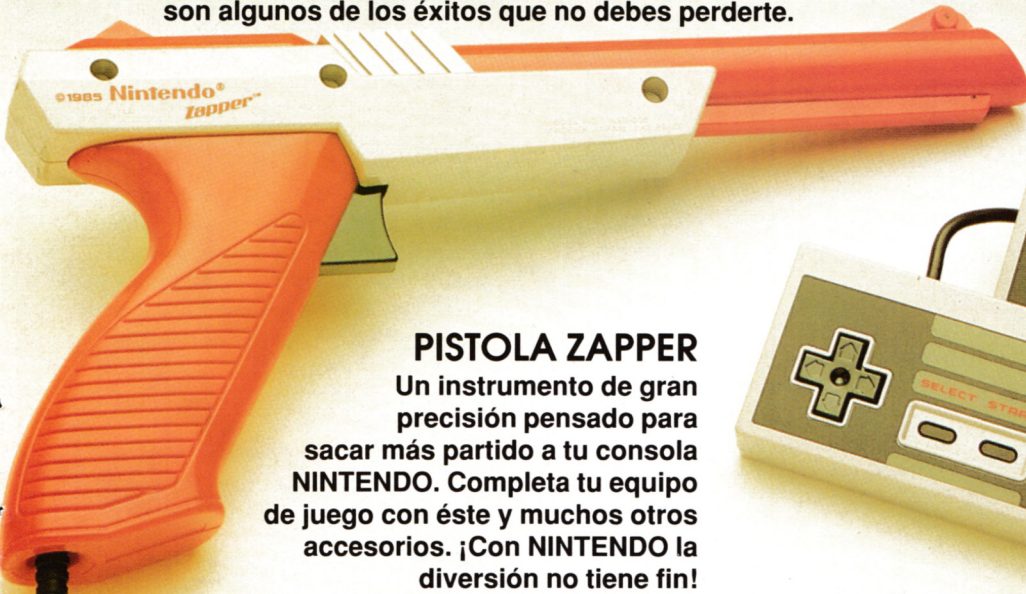 son algunos de los éxitos que no debes perderte.
©1985 Nintendo®
Zapper™
PISTOLA ZAPPER
Un instrumento de gran
precisión pensado para
sacar más partido a tu consola
NINTENDO. Completa tu equipo
de juego con éste y muchos otros
accesorios. ¡Con NINTENDO la
diversión no tiene fin!
SELECT